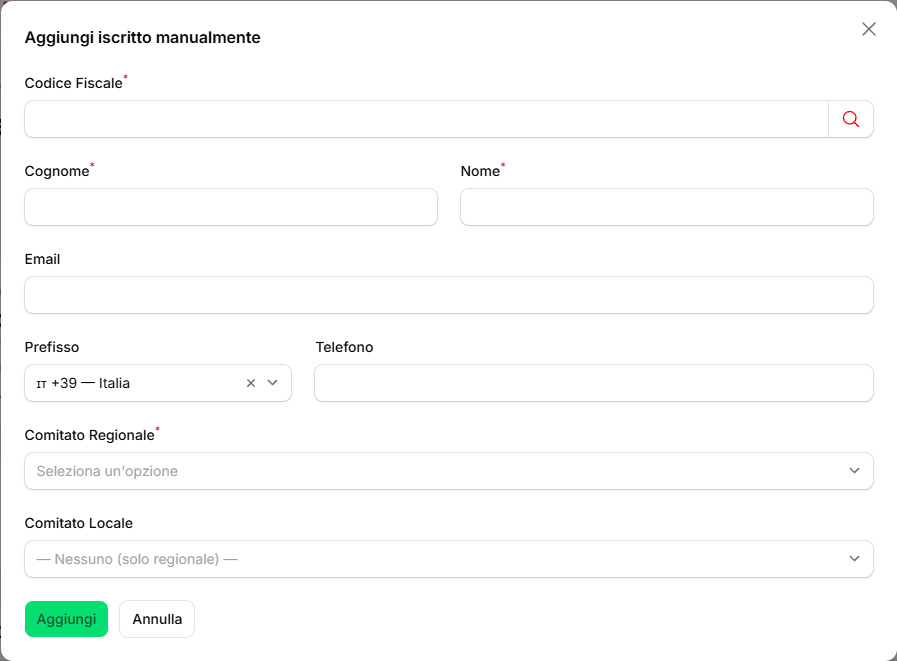 Aggiungi iscritto manualmente
Codice Fiscale*
Cognome* Nome*
Email
Prefisso Telefono
IT +39 — Italia
Comitato Regionale*
Seleziona un'opzione
Comitato Locale
— Nessuno (solo regionale) —
Aggiungi Annulla